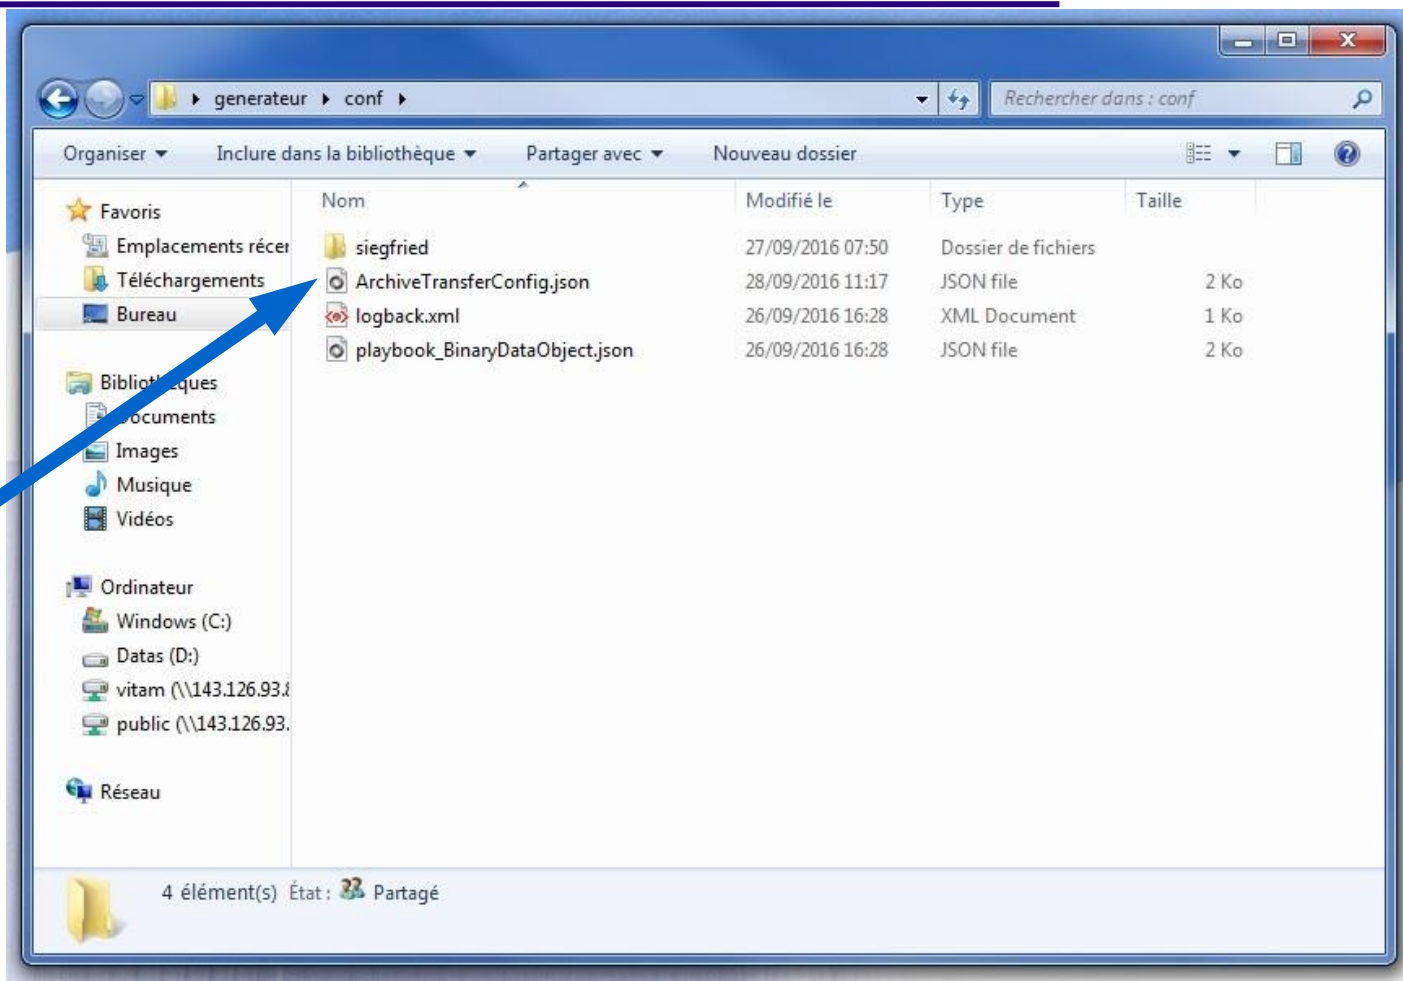 generateur conf
Rechercher dans : conf
Organiser Inclure dans la bibliothèque Partager avec Nouveau dossier
Nom Modifié le Type Taille
siegfried 27/09/2016 07:50 Dossier de fichiers
ArchiveTransferConfig.json 28/09/2016 11:17 JSON file 2 Ko
logback.xml 26/09/2016 16:28 XML Document 1 Ko
playbook_BinaryDataObject.json 26/09/2016 16:28 JSON file 2 Ko
Favoris
Emplacements récer
Téléchargements
Bureau
Bibliothèques
Documents
Images
Musique
Vidéos
Ordinateur
Windows (C:)
Datas (D:)
vitam (\\143.126.93.8
public (\\143.126.93.
Réseau
4 élément(s) État : Partagé